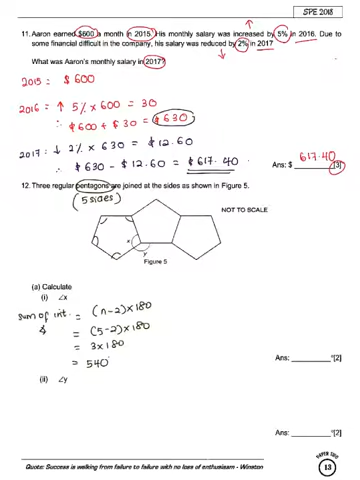 SPE 2018
11. Aaron earned $600 a month in 2015. His monthly salary was increased by 5% in 2016. Due to
some financial difficult in the company, his salary was reduced by 2% in 2017
What was Aaron's monthly salary in 2017?
2015 : $600
2016 = ↑ 5% × 600 = 30
∴ $600 + $30 = $630
2017: ↓ 2% × 630 = $12.60
∴ $630 - $12.60 = $617.40
617.40
Ans: $ ________ [3]
12. Three regular pentagons are joined at the sides as shown in Figure 5.
(5 sides)
NOT TO SCALE
x
y
Figure 5
(a) Calculate
(i) ∠x
sum of int. ∡ = (n-2)×180
= (5-2)×180
= 3×180
= 540
Ans: ________°[2]
(ii) ∠y
Ans: ________°[2]
PAPER TWO
13
Quote: Success is walking from failure to failure with no loss of enthusiasm - Winston